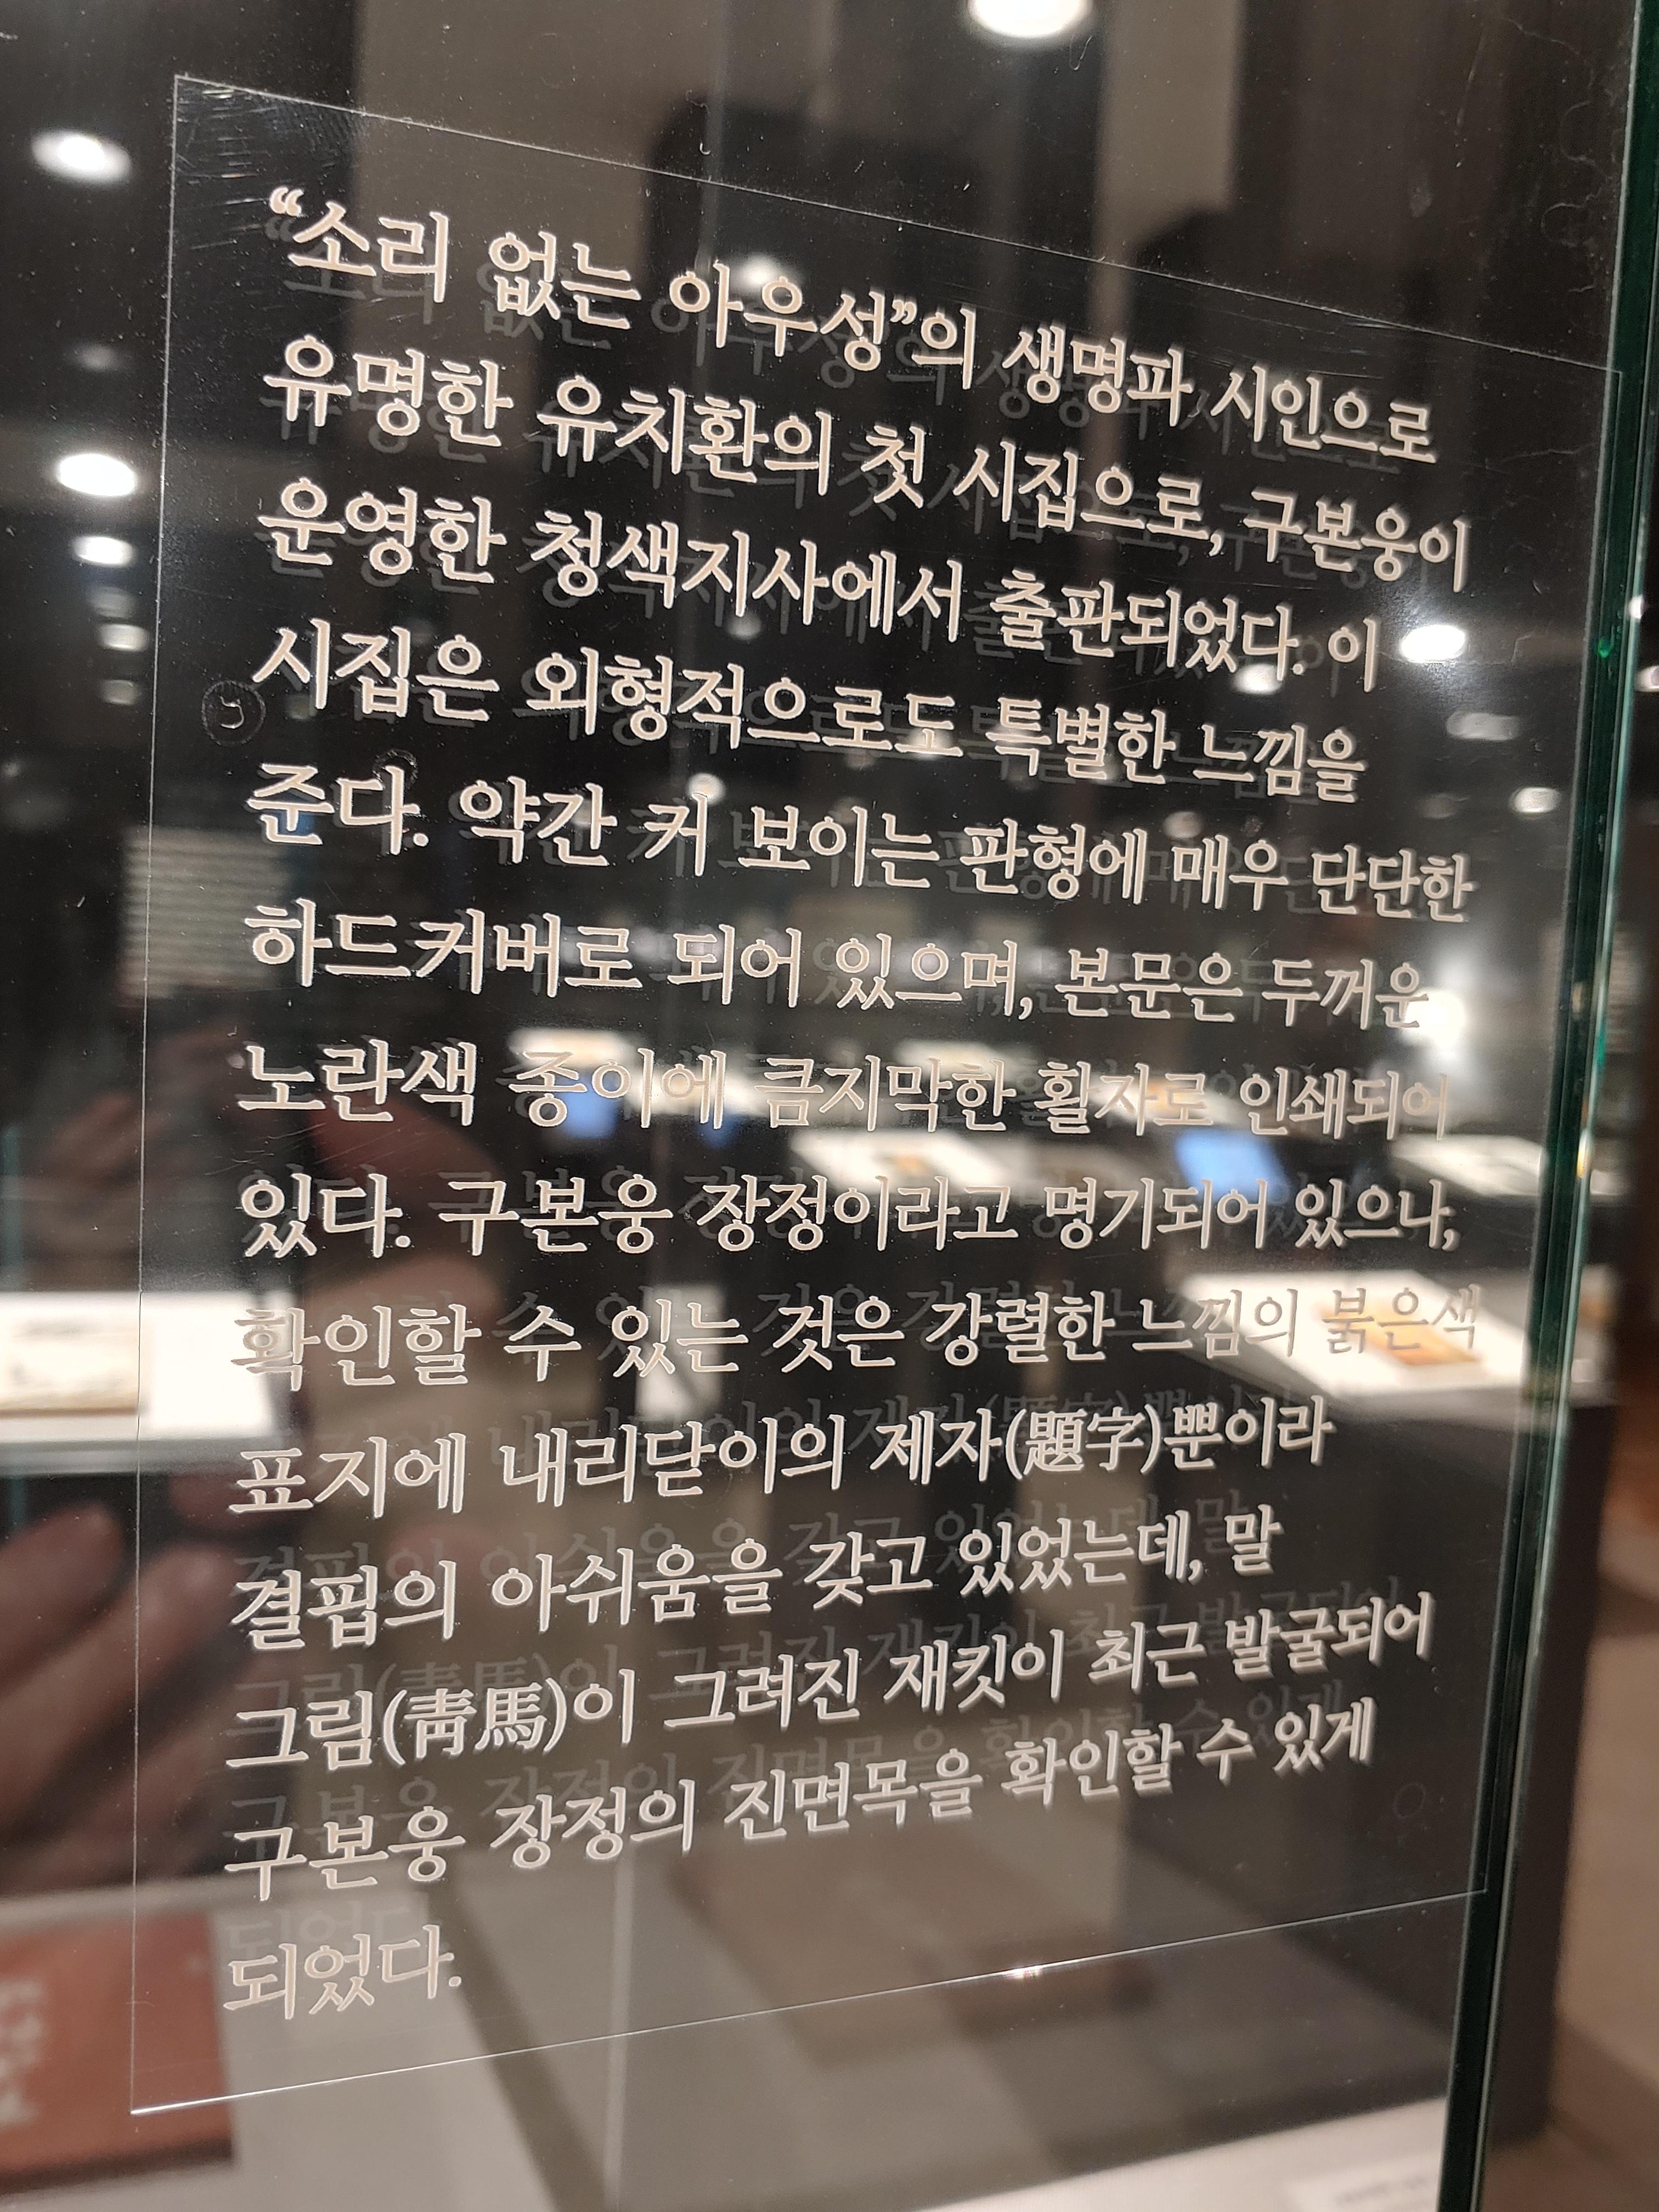 “소리 없는 아우성”의 생명파 시인으로
유명한 유치환의 첫 시집으로, 구본웅이
운영한 청색지사에서 출판되었다. 이
시집은 외형적으로도 특별한 느낌을
준다. 약간 커 보이는 판형에 매우 단단한
하드커버로 되어 있으며, 본문은 두꺼운
노란색 종이에 큼지막한 활자로 인쇄되어
있다. 구본웅 장정이라고 명기되어 있으나,
확인할 수 있는 것은 강렬한 느낌의 붉은색
표지에 내리닫이의 제자(題字)뿐이라
결핍의 아쉬움을 갖고 있었는데, 말
그림(靑馬)이 그려진 재킷이 최근 발굴되어
구본웅 장정의 진면목을 확인할 수 있게
되었다.